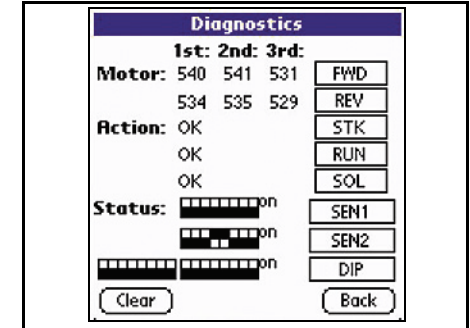 Diagnostics
1st: 2nd: 3rd:
Motor: 540 541 531 FWD
534 535 529 REV
Action: OK STK
OK RUN
OK SOL
Status: on SEN1
on SEN2
on DIP
Clear Back